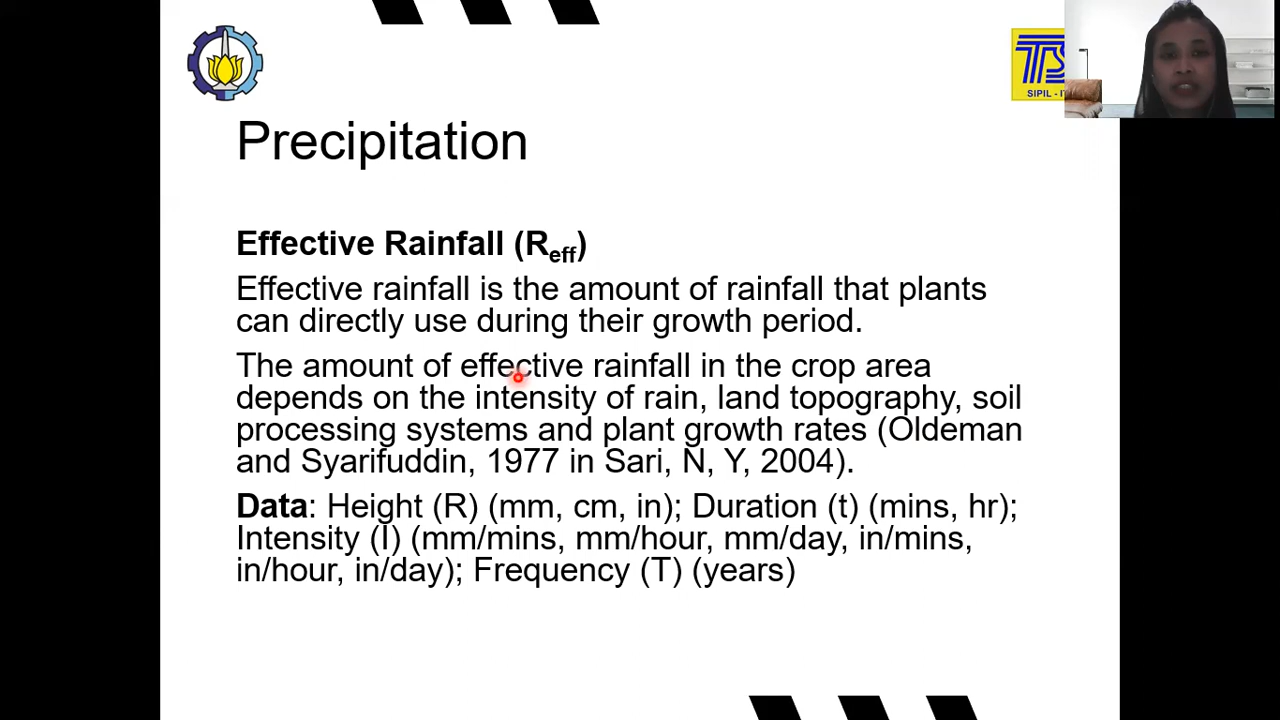 SIPIL - I
Precipitation
Effective Rainfall (Reff)
Effective rainfall is the amount of rainfall that plants
can directly use during their growth period.
The amount of effective rainfall in the crop area
depends on the intensity of rain, land topography, soil
processing systems and plant growth rates (Oldeman
and Syarifuddin, 1977 in Sari, N, Y, 2004).
Data: Height (R) (mm, cm, in); Duration (t) (mins, hr);
Intensity (I) (mm/mins, mm/hour, mm/day, in/mins,
in/hour, in/day); Frequency (T) (years)